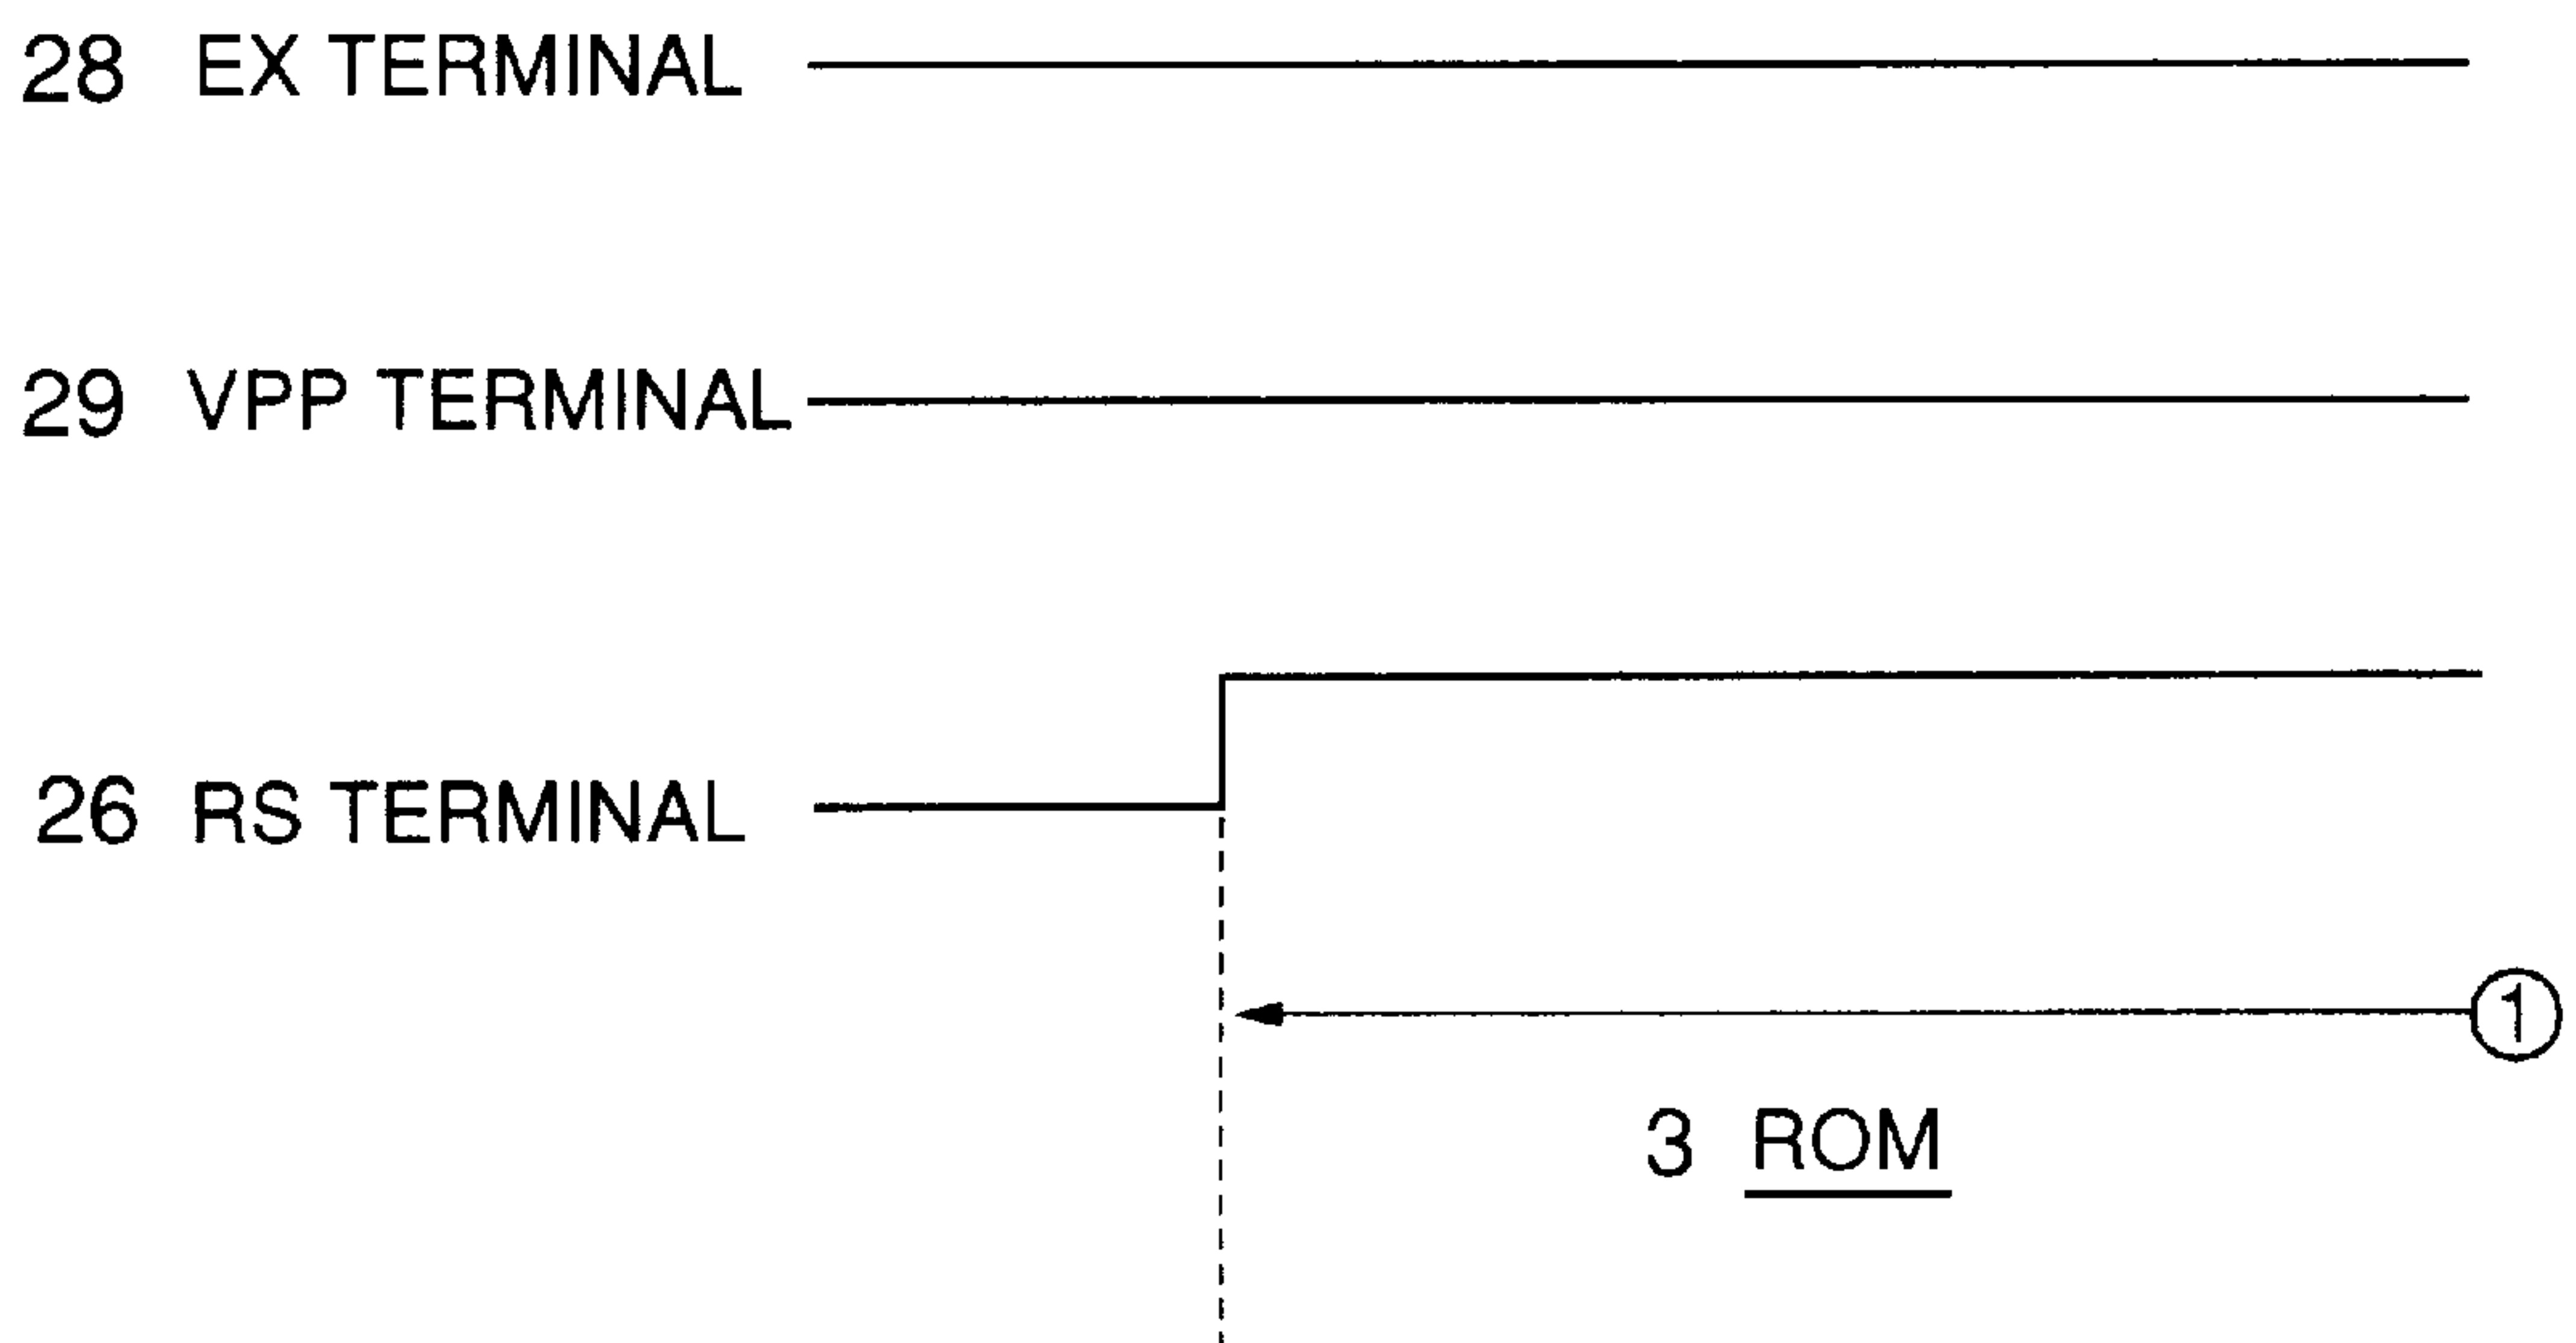 28 EX TERMINAL
29 VPP TERMINAL
26 RS TERMINAL
①
3 ROM